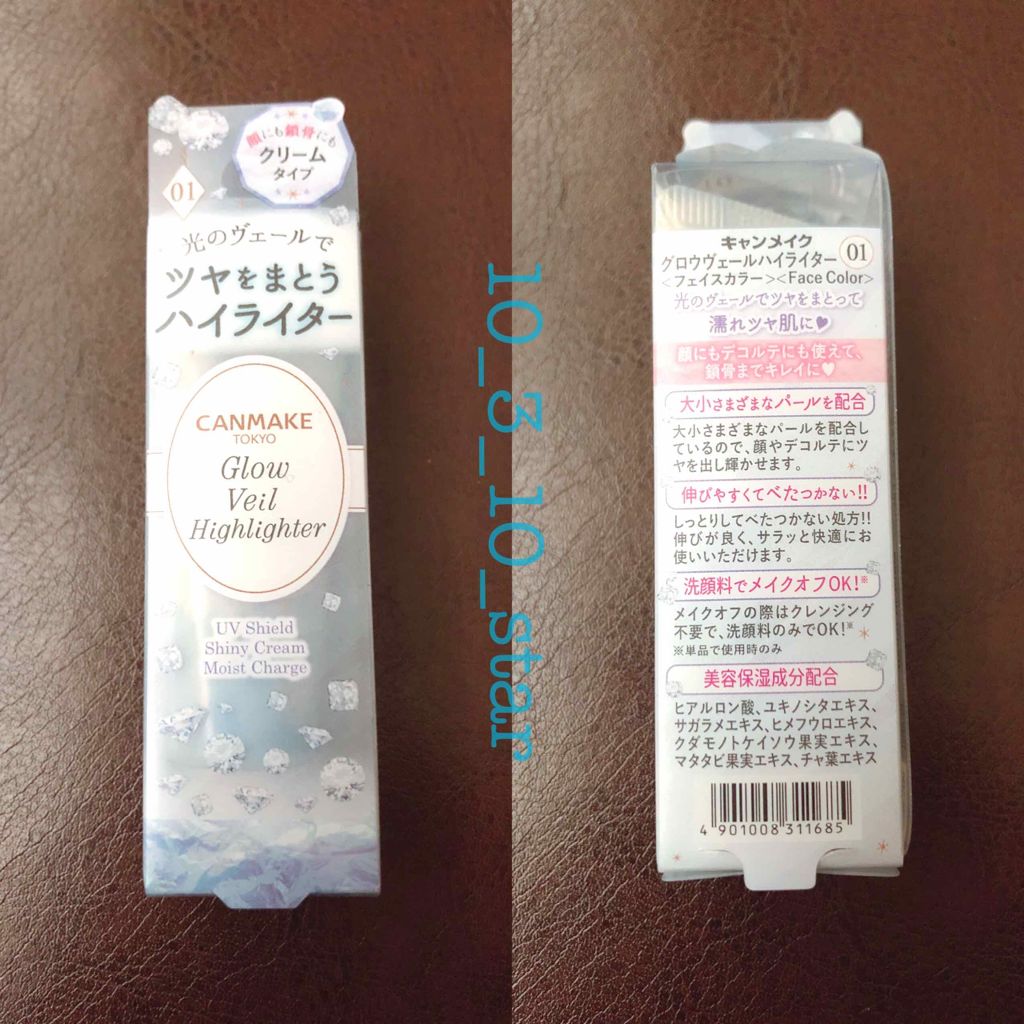 顔にも鎖骨にも
クリーム
タイプ
01
光のヴェールで
ツヤをまとう
ハイライター
CANMAKE
TOKYO
Glow
Veil
Highlighter
UV Shield
Shiny Cream
Moist Charge
10_3_10_star
キャンメイク
グロウヴェールハイライター 01
<フェイスカラー><Face Color>
光のヴェールでツヤをまとって
濡れツヤ肌に♥
顔にもデコルテにも使えて、
鎖骨までキレイに♥
大小さまざまなパールを配合
大小さまざまなパールを配合し
ているので、顔やデコルテにツ
ヤを出し輝かせます。
伸びやすくてべたつかない!!
しっとりしてべたつかない処方!!
伸びが良く、サラッと快適にお
使いいただけます。
洗顔料でメイクオフOK!※
メイクオフの際はクレンジング
不要で、洗顔料のみでOK!※
※単品で使用時のみ
美容保湿成分配合
ヒアルロン酸、ユキノシタエキス、
サガラメエキス、ヒメフウロエキス、
クダモノトケイソウ果実エキス、
マタタビ果実エキス、チャ葉エキス
4 901008 311685